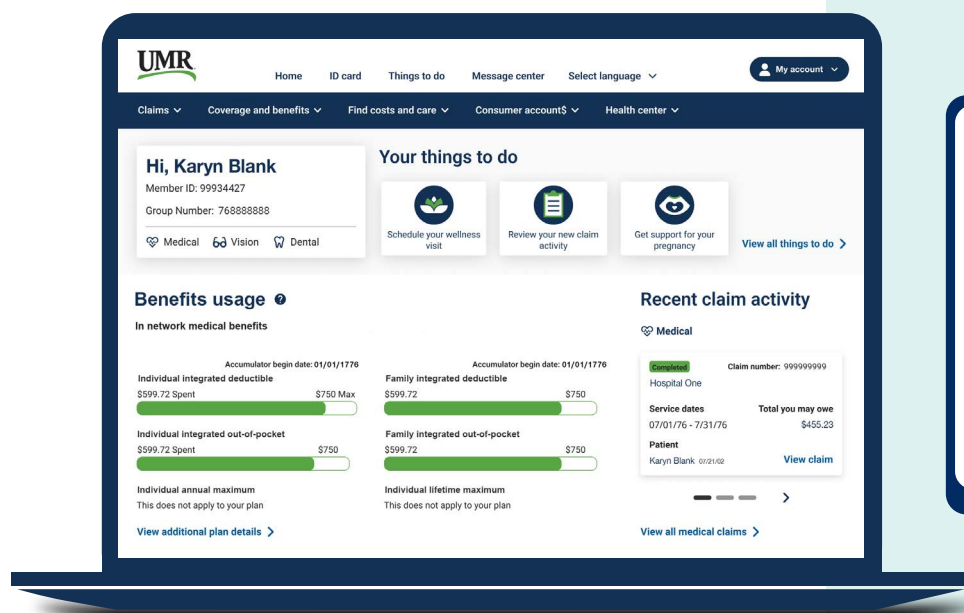 UMR
Home ID card Things to do Message center Select language
My account
Claims Coverage and benefits Find costs and care Consumer account$ Health center
Hi, Karyn Blank
Member ID: 99934427
Group Number: 768888888
Medical Vision Dental
Your things to do
Schedule your wellness
visit
Review your new claim
activity
Get support for your
pregnancy
View all things to do
Benefits usage
In network medical benefits
Accumulator begin date: 01/01/1776
Individual integrated deductible
$599.72 Spent $750 Max
Individual integrated out-of-pocket
$599.72 Spent $750
Individual annual maximum
This does not apply to your plan
View additional plan details
Accumulator begin date: 01/01/1776
Family integrated deductible
$599.72 $750
Family integrated out-of-pocket
$599.72 $750
Individual lifetime maximum
This does not apply to your plan
Recent claim activity
Medical
Completed Claim number: 999999999
Hospital One
Service dates Total you may owe
07/01/76 - 7/31/76 $455.23
Patient
Karyn Blank 07/21/02 View claim
View all medical claims